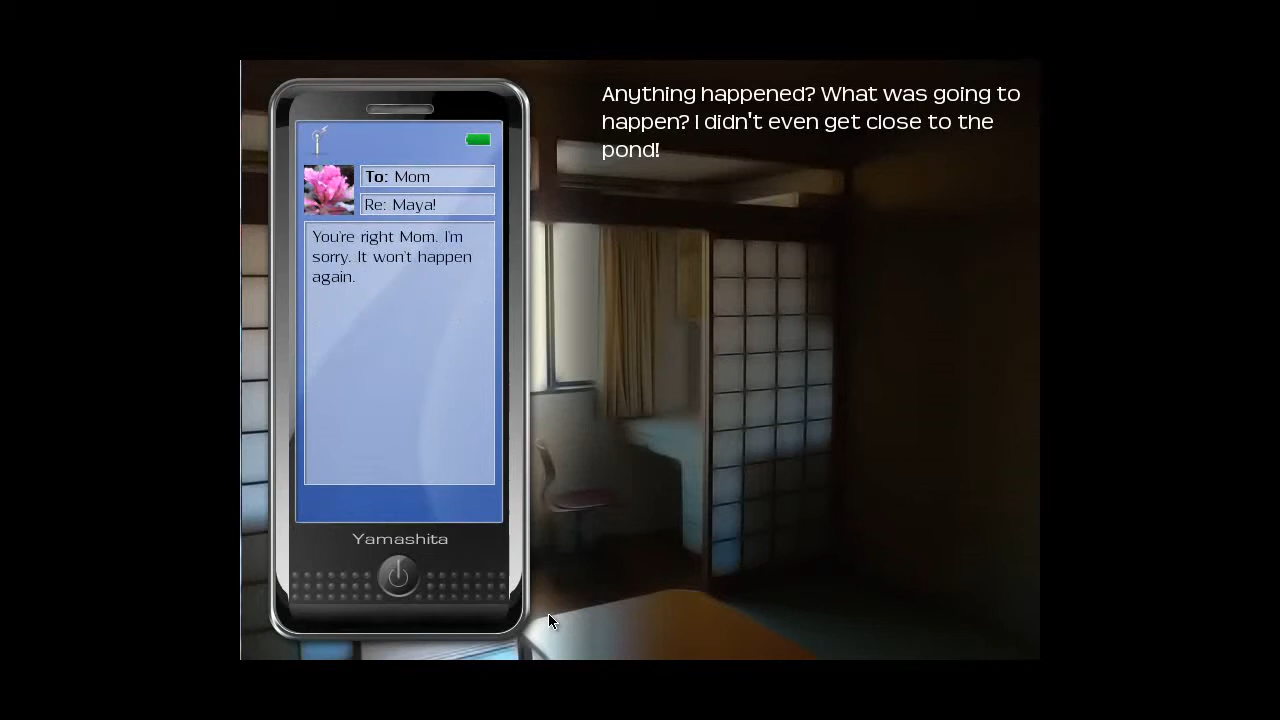 Anything happened? What was going to
happen? I didn't even get close to the
pond!
To: Mom
Re: Maya!
You're right Mom. I'm
sorry. It won't happen
again.
Yamashita